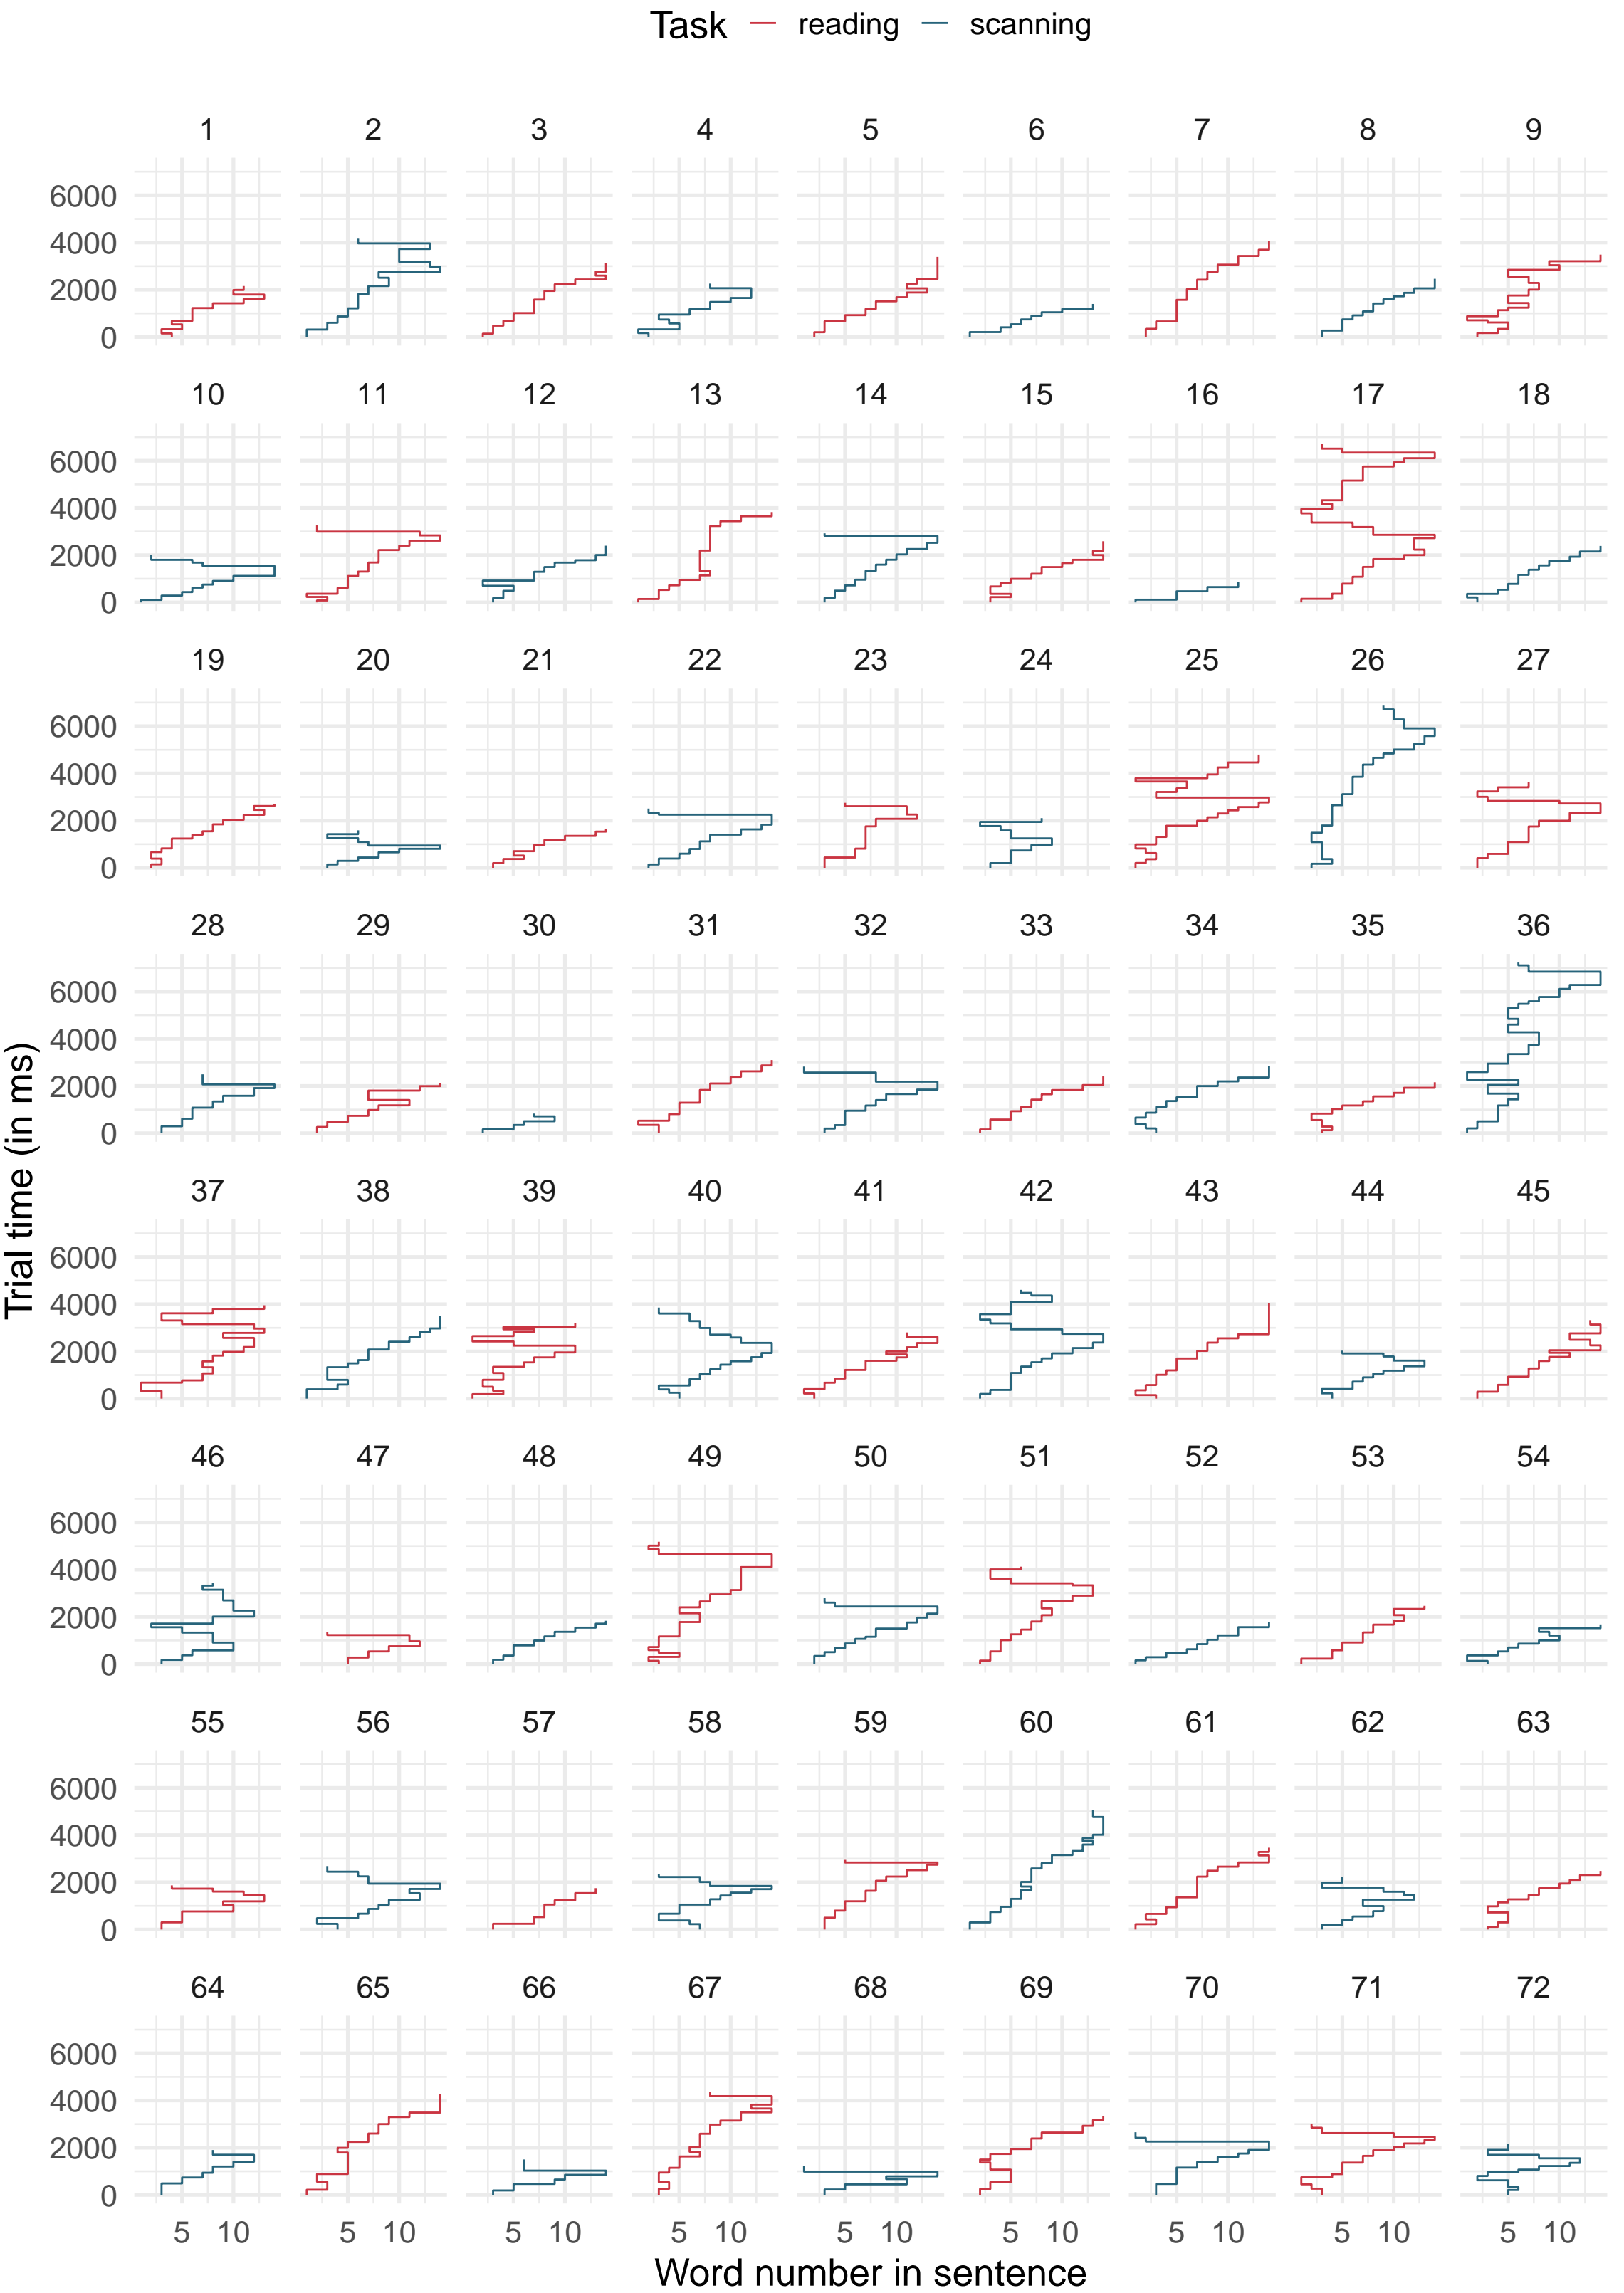 Task reading scanning
1 2 3 4 5 6 7 8 9
6000
4000
2000
0
10 11 12 13 14 15 16 17 18
6000
4000
2000
0
19 20 21 22 23 24 25 26 27
6000
4000
2000
0
28 29 30 31 32 33 34 35 36
6000
4000
2000
0
37 38 39 40 41 42 43 44 45
6000
4000
2000
0
46 47 48 49 50 51 52 53 54
6000
4000
2000
0
55 56 57 58 59 60 61 62 63
6000
4000
2000
0
64 65 66 67 68 69 70 71 72
6000
4000
2000
0
5 10 5 10 5 10 5 10 5 10 5 10 5 10 5 10 5 10
Word number in sentence
Trial time (in ms)